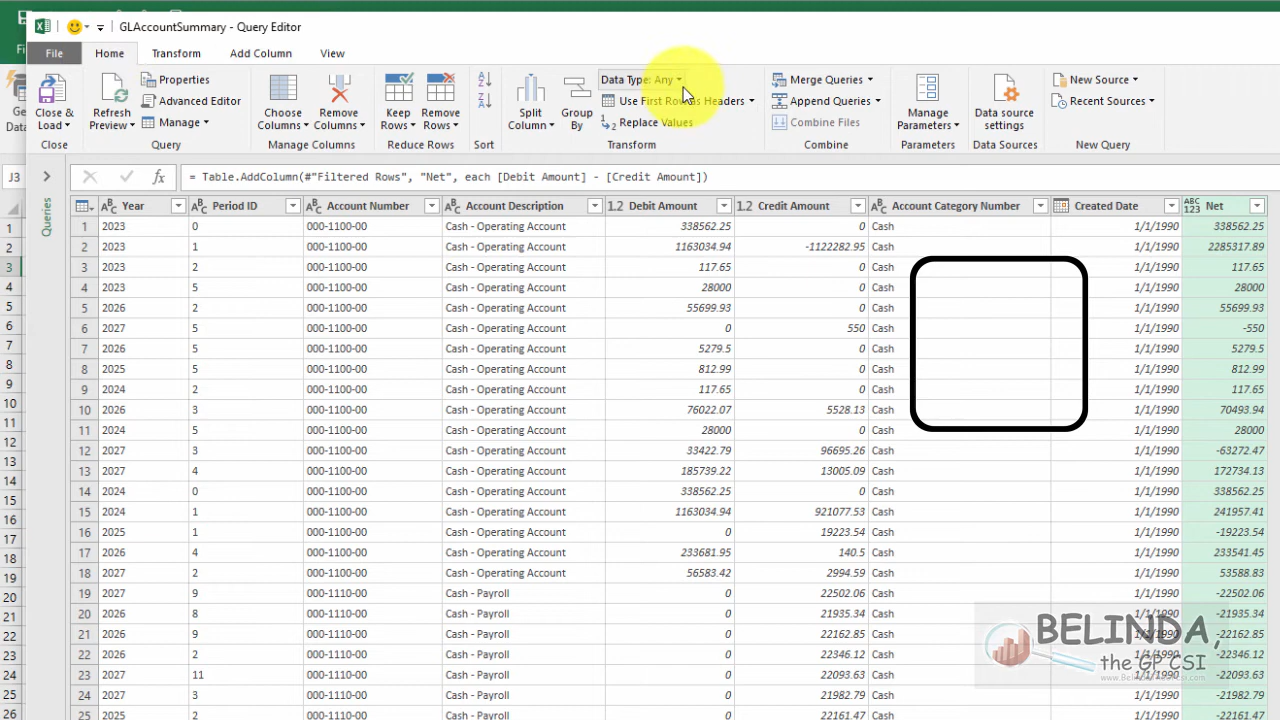 GLAccountSummary - Query Editor
File Home Transform Add Column View
Close & Load Refresh Preview Properties Advanced Editor Manage Choose Columns Remove Columns Keep Rows Remove Rows Split Column Group By Data Type: Any Use First Row as Headers Replace Values Merge Queries Append Queries Combine Files Manage Parameters Data source settings New Source Recent Sources
Close Query Manage Columns Reduce Rows Sort Transform Combine Parameters Data Sources New Query
J3 fx = Table.AddColumn(#"Filtered Rows", "Net", each [Debit Amount] - [Credit Amount])
Queries
Year Period ID Account Number Account Description 1.2 Debit Amount 1.2 Credit Amount Account Category Number Created Date ABC 123 Net
1 2023 0 000-1100-00 Cash - Operating Account 338562.25 0 Cash 1/1/1990 338562.25
2 2023 1 000-1100-00 Cash - Operating Account 1163034.94 -1122282.95 Cash 1/1/1990 2285317.89
3 2023 2 000-1100-00 Cash - Operating Account 117.65 0 Cash 1/1/1990 117.65
4 2023 5 000-1100-00 Cash - Operating Account 28000 0 Cash 1/1/1990 28000
5 2026 2 000-1100-00 Cash - Operating Account 55699.93 0 Cash 1/1/1990 55699.93
6 2027 5 000-1100-00 Cash - Operating Account 0 550 Cash 1/1/1990 -550
7 2026 5 000-1100-00 Cash - Operating Account 5279.5 0 Cash 1/1/1990 5279.5
8 2025 5 000-1100-00 Cash - Operating Account 812.99 0 Cash 1/1/1990 812.99
9 2024 2 000-1100-00 Cash - Operating Account 117.65 0 Cash 1/1/1990 117.65
10 2026 3 000-1100-00 Cash - Operating Account 76022.07 5528.13 Cash 1/1/1990 70493.94
11 2024 5 000-1100-00 Cash - Operating Account 28000 0 Cash 1/1/1990 28000
12 2027 3 000-1100-00 Cash - Operating Account 33422.79 96695.26 Cash 1/1/1990 -63272.47
13 2027 4 000-1100-00 Cash - Operating Account 185739.22 13005.09 Cash 1/1/1990 172734.13
14 2024 0 000-1100-00 Cash - Operating Account 338562.25 0 Cash 1/1/1990 338562.25
15 2024 1 000-1100-00 Cash - Operating Account 1163034.94 921077.53 Cash 1/1/1990 241957.41
16 2025 1 000-1100-00 Cash - Operating Account 0 19223.54 Cash 1/1/1990 -19223.54
17 2026 4 000-1100-00 Cash - Operating Account 233681.95 140.5 Cash 1/1/1990 233541.45
18 2027 2 000-1100-00 Cash - Operating Account 56583.42 2994.59 Cash 1/1/1990 53588.83
19 2027 9 000-1110-00 Cash - Payroll 0 22502.06 Cash 1/1/1990 -22502.06
20 2026 8 000-1110-00 Cash - Payroll 0 21935.34 Cash 1/1/1990 -21935.34
21 2026 9 000-1110-00 Cash - Payroll 0 22162.85 Cash 1/1/1990 -22162.85
22 2026 2 000-1110-00 Cash - Payroll 0 22346.12 Cash 1/1/1990 -22346.12
23 2027 11 000-1110-00 Cash - Payroll 0 22093.63 Cash 1/1/1990 -22093.63
24 2027 3 000-1110-00 Cash - Payroll 0 21982.79 Cash 1/1/1990 -21982.79
25 2025 2 000-1110-00 Cash - Payroll 0 22161.47 Cash 1/1/1990 -22161.47
BELINDA,
the GP CSI